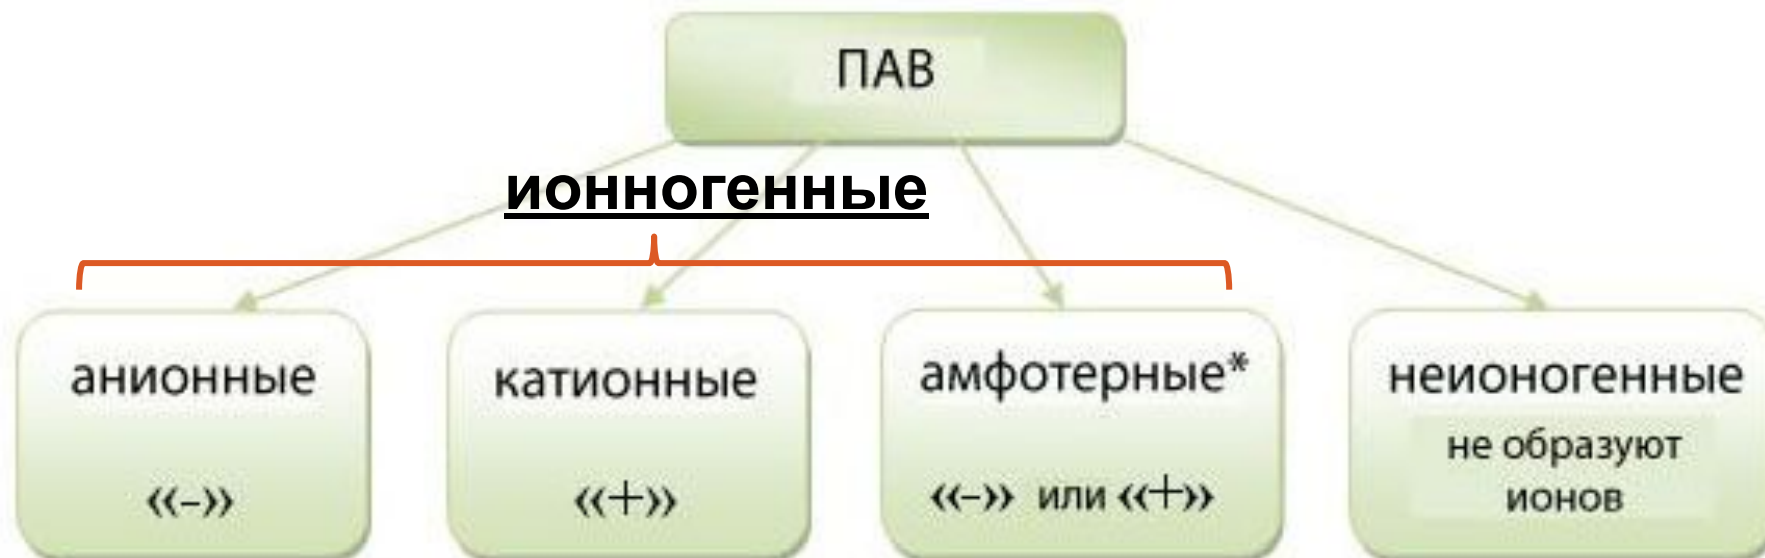 ПАВ
ионногенные
анионные
«-»
катионные
«+»
амфотерные*
«-» или «+»
неионогенные
не образуют
ионов